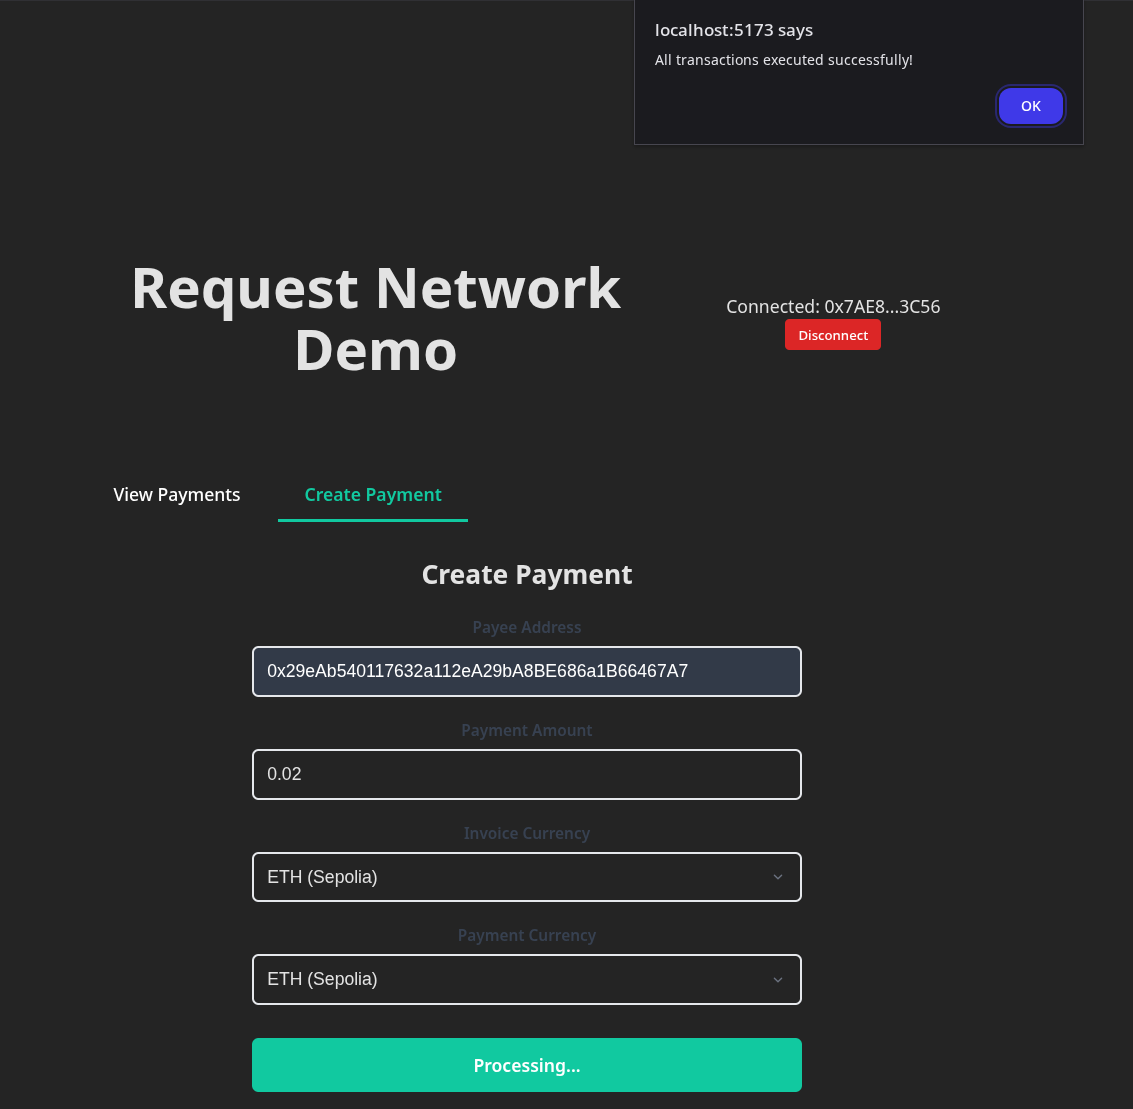 localhost:5173 says
All transactions executed successfully!
OK
Request Network
Demo
Connected: 0x7AE8...3C56
Disconnect
View Payments
Create Payment
Create Payment
Payee Address
0x29eAb540117632a112eA29bA8BE686a1B66467A7
Payment Amount
0.02
Invoice Currency
ETH (Sepolia)
Payment Currency
ETH (Sepolia)
Processing...